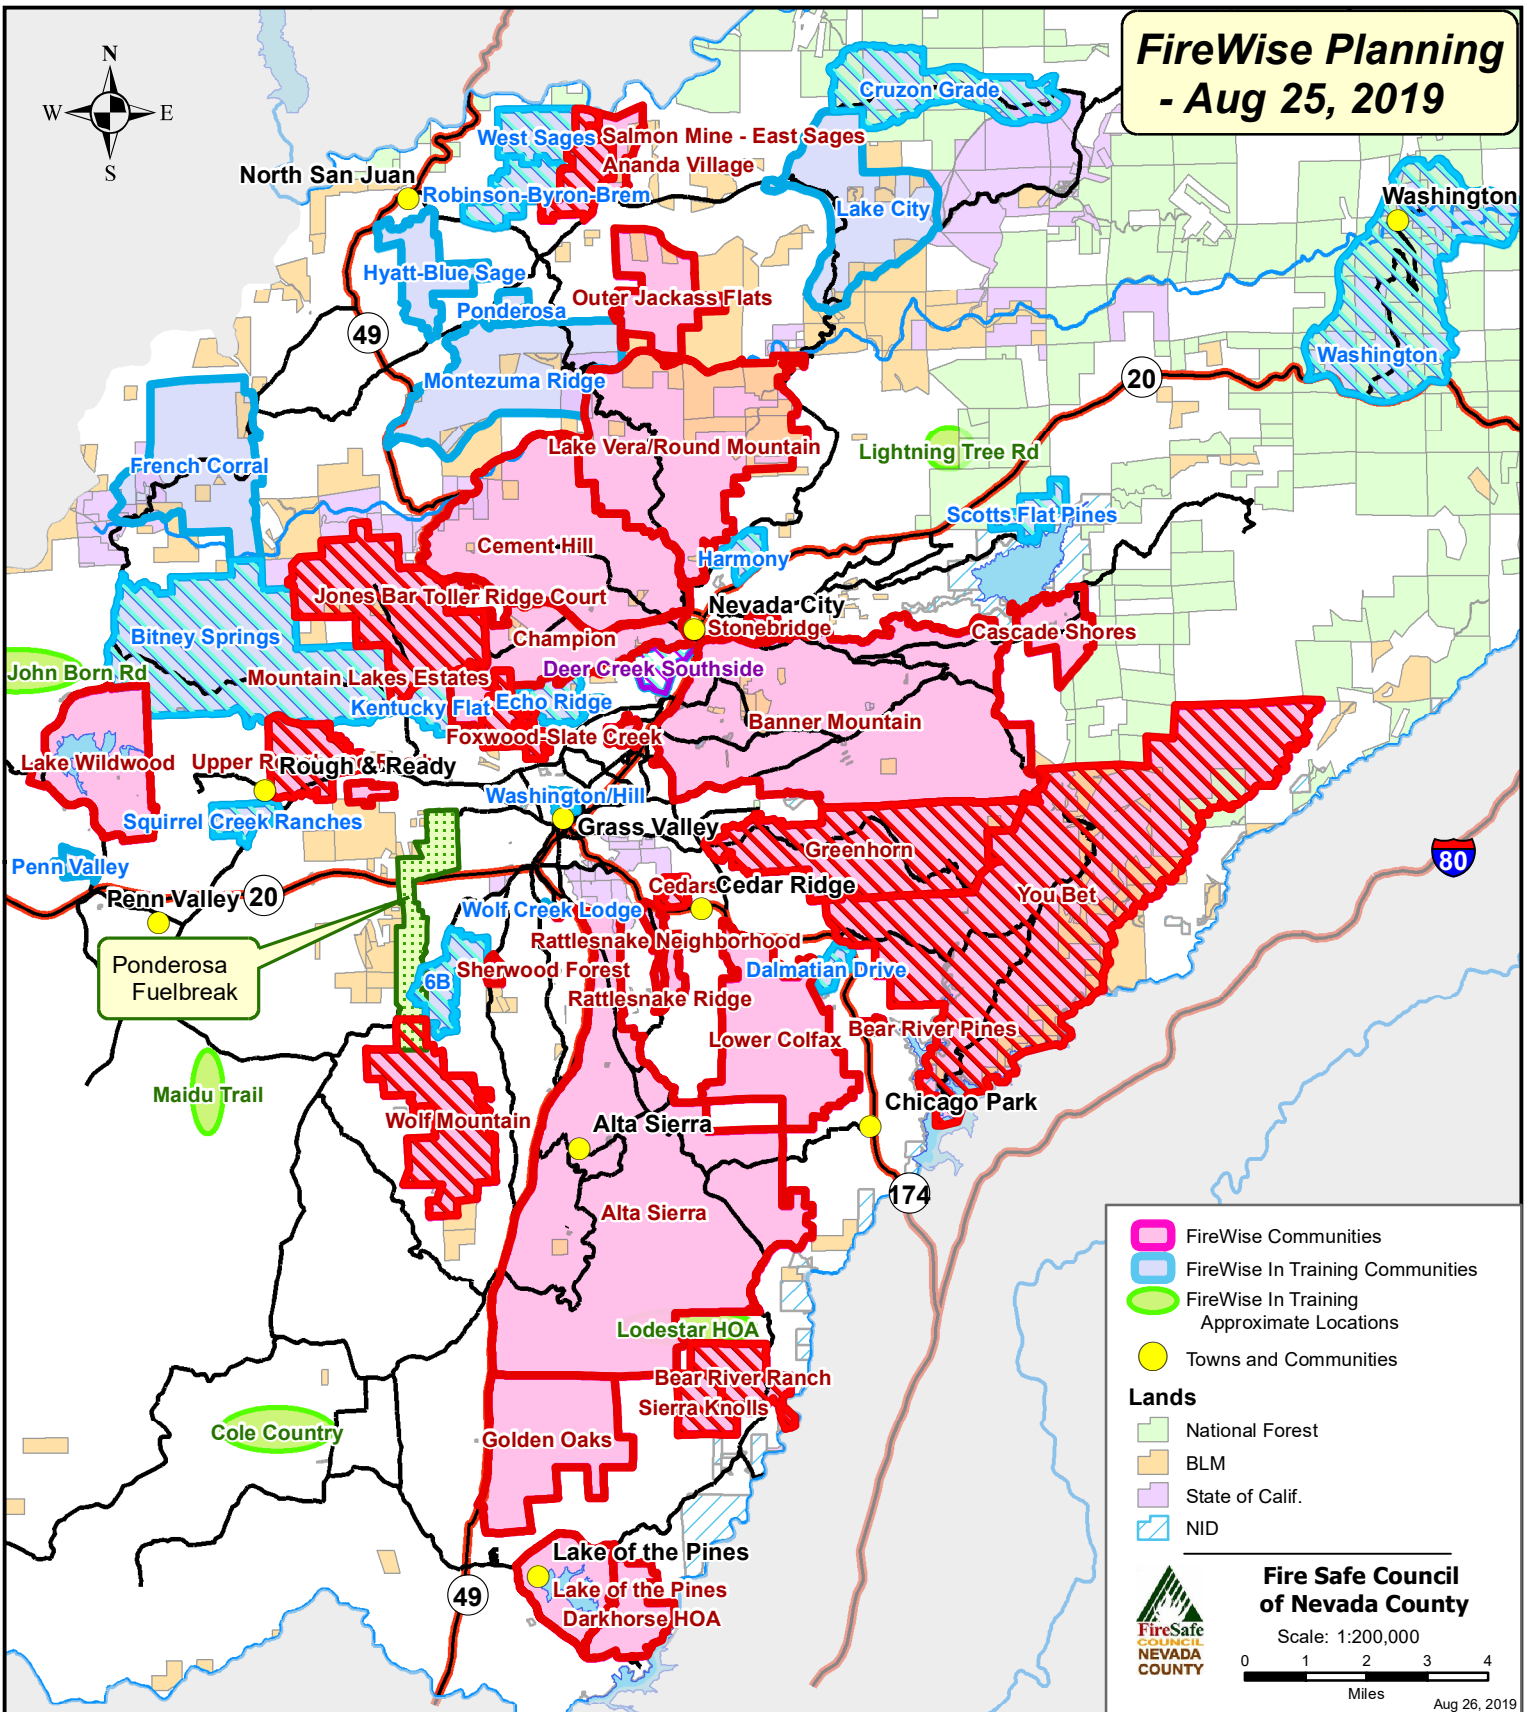 FireWise Planning
- Aug 25, 2019
N
W
E
S
Cruzon Grade
West Sages
Salmon Mine - East Sages
Ananda Village
North San Juan
Robinson-Byron-Brem
Lake City
Washington
Hyatt-Blue Sage
Outer Jackass Flats
Ponderosa
49
Washington
20
Montezuma Ridge
Lake Vera/Round Mountain
Lightning Tree Rd
French Corral
Scotts Flat Pines
Cement Hill
Harmony
Jones Bar
Toller Ridge Court
Nevada City
Stonebridge
Bitney Springs
Champion
Cascade Shores
John Born Rd
Mountain Lakes Estates
Deer Creek Southside
Kentucky Flat
Echo Ridge
Banner Mountain
Foxwood-Slate Creek
Lake Wildwood
Upper R
Rough & Ready
Washington/Hill
Squirrel Creek Ranches
Grass Valley
Greenhorn
Penn Valley
80
Cedars
Cedar Ridge
You Bet
Penn Valley
20
Wolf Creek Lodge
Rattlesnake Neighborhood
Ponderosa
Fuelbreak
6B
Sherwood Forest
Dalmatian Drive
Rattlesnake Ridge
Lower Colfax
Bear River Pines
Maidu Trail
Chicago Park
Wolf Mountain
Alta Sierra
174
Alta Sierra
Lodestar HOA
Bear River Ranch
Sierra Knolls
Cole Country
Golden Oaks
Lake of the Pines
49
Lake of the Pines
Darkhorse HOA
FireWise Communities
FireWise In Training Communities
FireWise In Training
Approximate Locations
Towns and Communities
Lands
National Forest
BLM
State of Calif.
NID
FireSafe
COUNCIL
NEVADA
COUNTY
Fire Safe Council
of Nevada County
Scale: 1:200,000
0 1 2 3 4
Miles
Aug 26, 2019